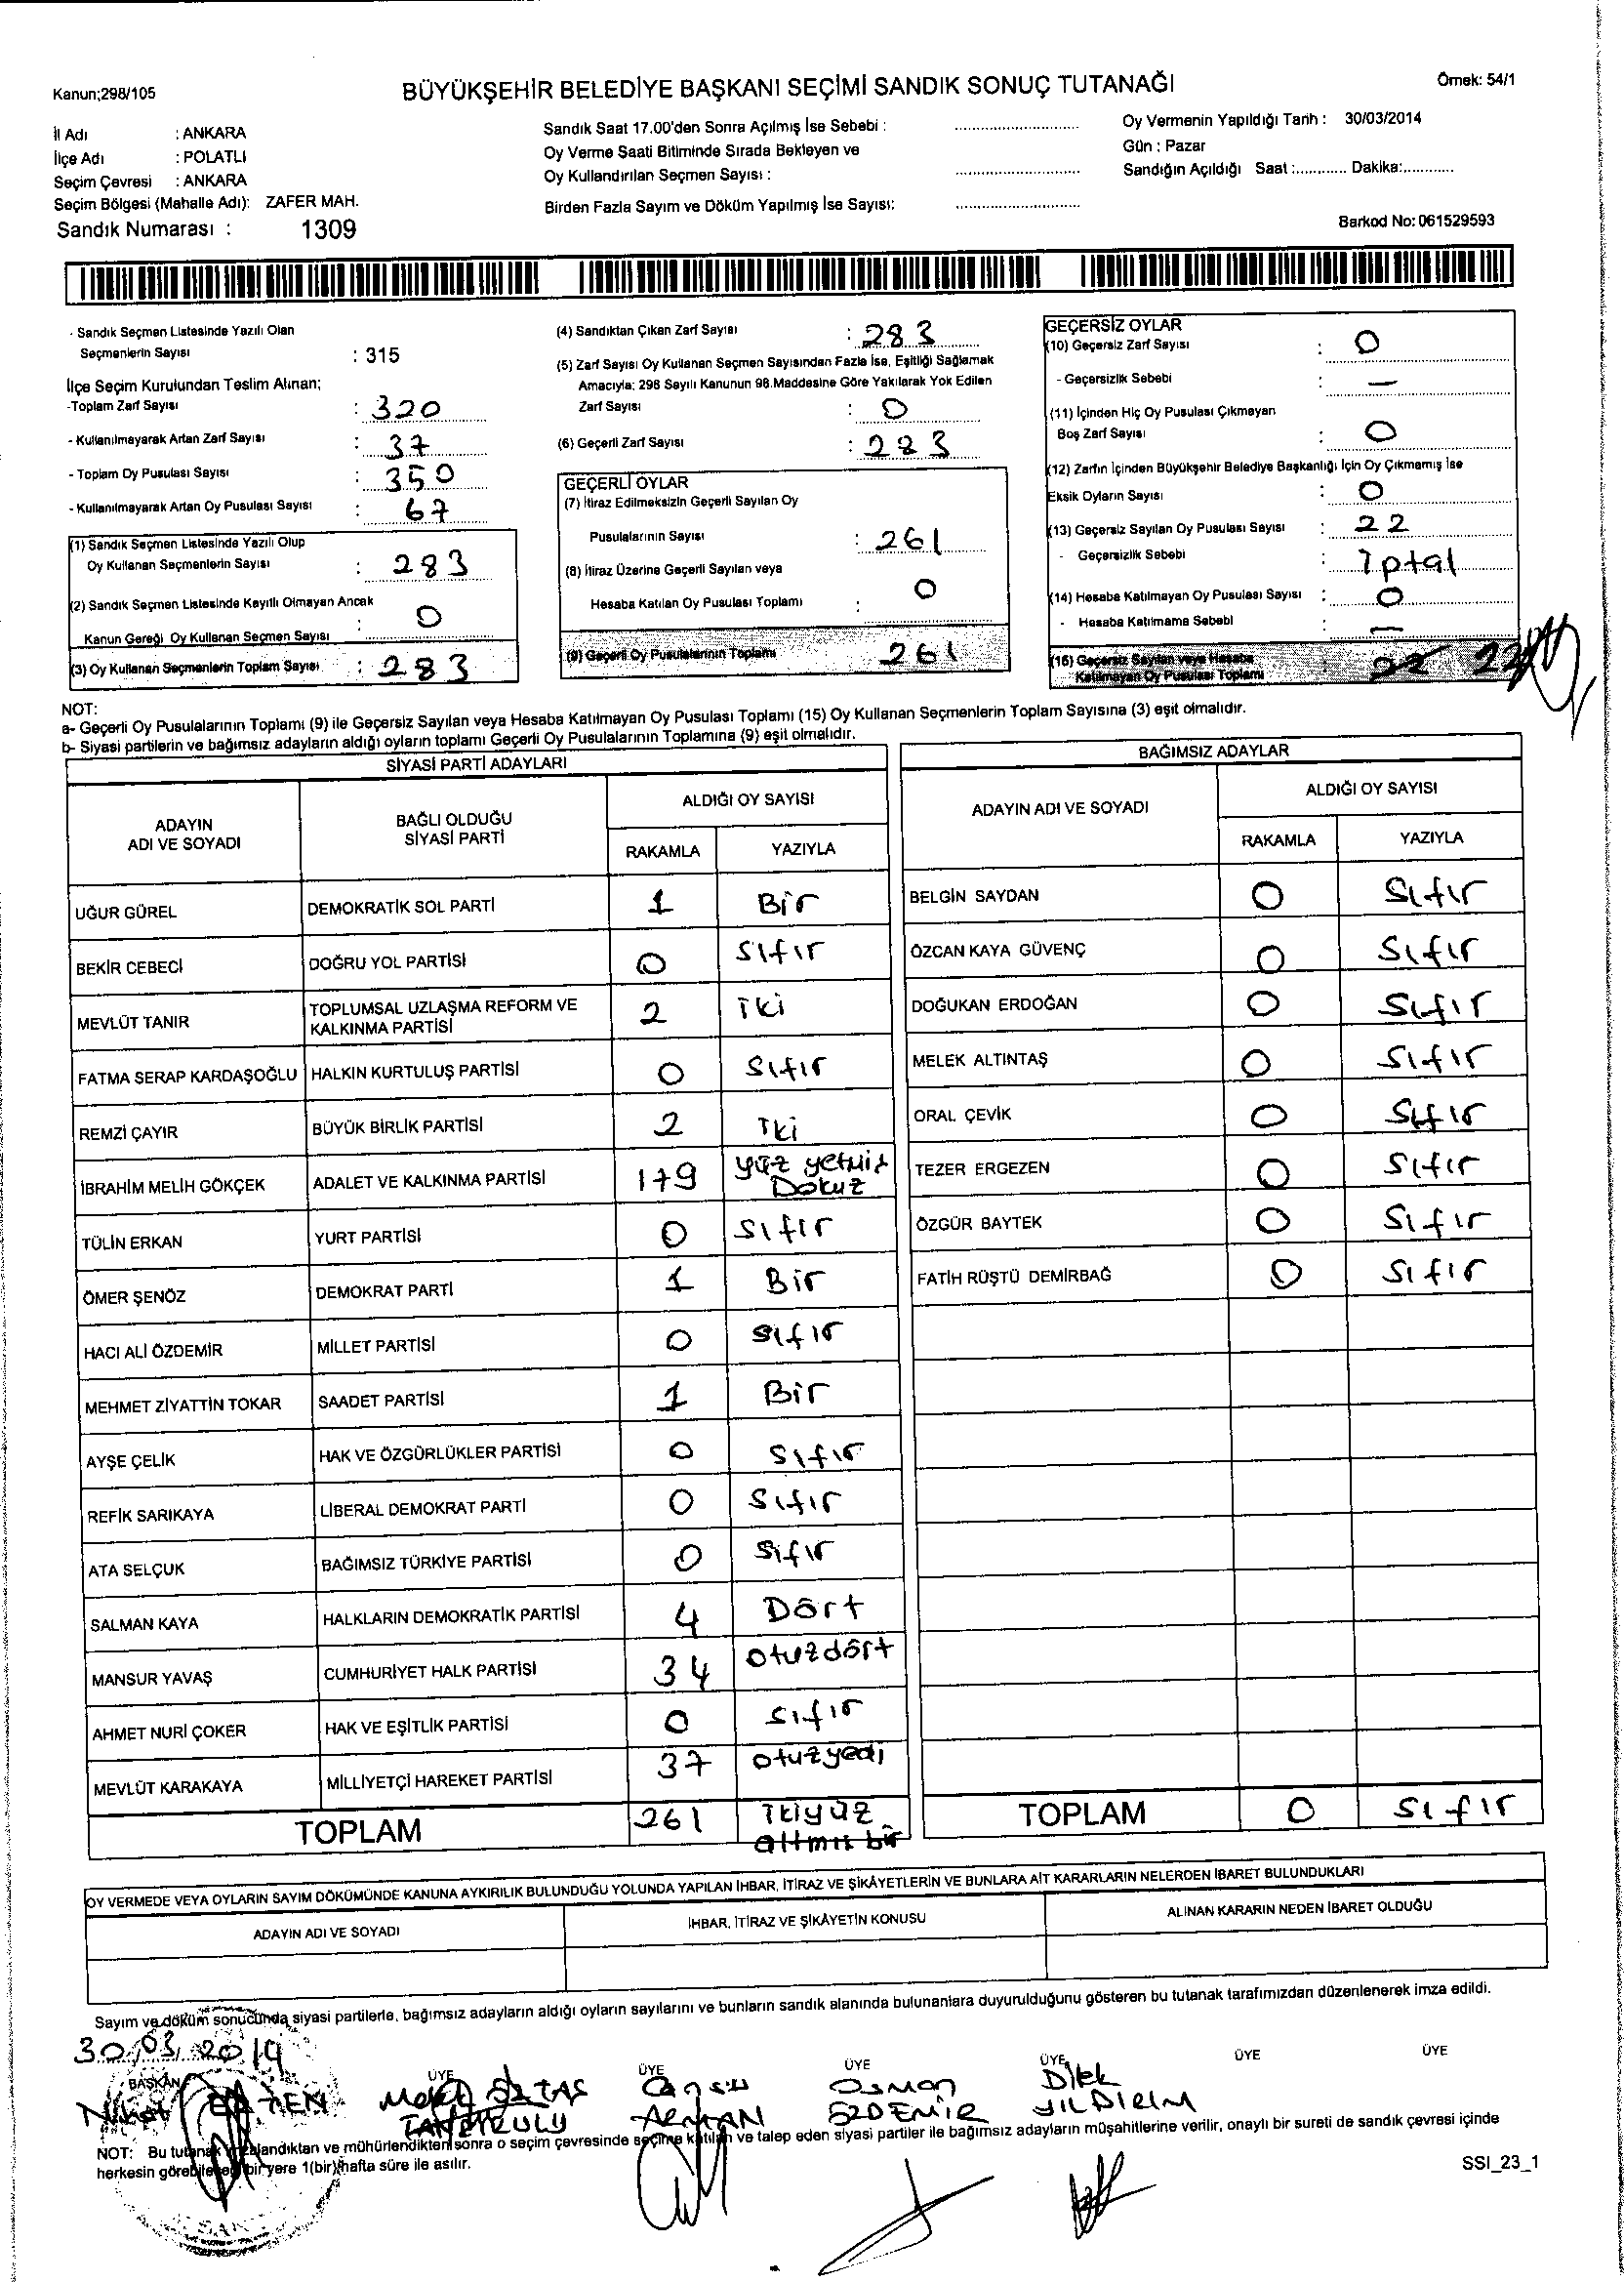 Kanun;298/105
BÜYÜKŞEHİR BELEDİYE BAŞKANI SEÇİMİ SANDIK SONUÇ TUTANAĞI
Örnek: 54/1
İl Adı : ANKARA
İlçe Adı : POLATLI
Seçim Çevresi : ANKARA
Seçim Bölgesi (Mahalle Adı): ZAFER MAH.
Sandık Numarası : 1309
Sandık Saat 17.00'den Sonra Açılmış İse Sebebi :
Oy Verme Saati Bitiminde Sırada Bekleyen ve
Oy Kullandırılan Seçmen Sayısı :
Birden Fazla Sayım ve Döküm Yapılmış İse Sayısı:
Oy Vermenin Yapıldığı Tarih : 30/03/2014
Gün : Pazar
Sandığın Açıldığı Saat :............ Dakika:............
Barkod No: 061529593
- Sandık Seçmen Listesinde Yazılı Olan
Seçmenlerin Sayısı : 315
İlçe Seçim Kurulundan Teslim Alınan;
-Toplam Zarf Sayısı : 320
- Kullanılmayarak Artan Zarf Sayısı : 37
- Toplam Oy Pusulası Sayısı : 350
- Kullanılmayarak Artan Oy Pusulası Sayısı : 67
(1) Sandık Seçmen Listesinde Yazılı Olup
Oy Kullanan Seçmenlerin Sayısı : 283
(2) Sandık Seçmen Listesinde Kayıtlı Olmayan Ancak
Kanun Gereği Oy Kullanan Seçmen Sayısı : 0
(3) Oy Kullanan Seçmenlerin Toplam Sayısı : 283
(4) Sandıktan Çıkan Zarf Sayısı : 283
(5) Zarf Sayısı Oy Kullanan Seçmen Sayısından Fazla İse, Eşitliği Sağlamak
Amacıyla; 298 Sayılı Kanunun 98.Maddesine Göre Yakılarak Yok Edilen
Zarf Sayısı : 0
(6) Geçerli Zarf Sayısı : 283
GEÇERLİ OYLAR
(7) İtiraz Edilmeksizin Geçerli Sayılan Oy
Pusulalarının Sayısı : 261
(8) İtiraz Üzerine Geçerli Sayılan veya
Hesaba Katılan Oy Pusulası Toplamı : 0
(9) Geçerli Oy Pusulalarının Toplamı 261
GEÇERSİZ OYLAR
(10) Geçersiz Zarf Sayısı : 0
- Geçersizlik Sebebi : —
(11) İçinden Hiç Oy Pusulası Çıkmayan
Boş Zarf Sayısı : 0
(12) Zarfın İçinden Büyükşehir Belediye Başkanlığı İçin Oy Çıkmamış İse
Eksik Oyların Sayısı : 0
(13) Geçersiz Sayılan Oy Pusulası Sayısı : 22
- Geçersizlik Sebebi : İptal
(14) Hesaba Katılmayan Oy Pusulası Sayısı : 0
- Hesaba Katılmama Sebebi : —
(15) Geçersiz Sayılan veya Hesaba
Katılmayan Oy Pusulası Toplamı 22 22
NOT:
a- Geçerli Oy Pusulalarının Toplamı (9) ile Geçersiz Sayılan veya Hesaba Katılmayan Oy Pusulası Toplamı (15) Oy Kullanan Seçmenlerin Toplam Sayısına (3) eşit olmalıdır.
b- Siyasi partilerin ve bağımsız adayların aldığı oyların toplamı Geçerli Oy Pusulalarının Toplamına (9) eşit olmalıdır.
SİYASİ PARTİ ADAYLARI
ADAYIN ADI VE SOYADI BAĞLI OLDUĞU SİYASİ PARTİ ALDIĞI OY SAYISI
RAKAMLA YAZIYLA
UĞUR GÜREL DEMOKRATİK SOL PARTİ 1 Bir
BEKİR CEBECİ DOĞRU YOL PARTİSİ 0 Sıfır
MEVLÜT TANIR TOPLUMSAL UZLAŞMA REFORM VE KALKINMA PARTİSİ 2 İki
FATMA SERAP KARDAŞOĞLU HALKIN KURTULUŞ PARTİSİ 0 Sıfır
REMZİ ÇAYIR BÜYÜK BİRLİK PARTİSİ 2 İki
İBRAHİM MELİH GÖKÇEK ADALET VE KALKINMA PARTİSİ 179 yüz yetmiş Dokuz
TÜLİN ERKAN YURT PARTİSİ 0 Sıfır
ÖMER ŞENÖZ DEMOKRAT PARTİ 1 Bir
HACI ALİ ÖZDEMİR MİLLET PARTİSİ 0 Sıfır
MEHMET ZİYATTİN TOKAR SAADET PARTİSİ 1 Bir
AYŞE ÇELİK HAK VE ÖZGÜRLÜKLER PARTİSİ 0 Sıfır
REFİK SARIKAYA LİBERAL DEMOKRAT PARTİ 0 Sıfır
ATA SELÇUK BAĞIMSIZ TÜRKİYE PARTİSİ 0 Sıfır
SALMAN KAYA HALKLARIN DEMOKRATİK PARTİSİ 4 Dört
MANSUR YAVAŞ CUMHURİYET HALK PARTİSİ 34 otuzdört
AHMET NURİ ÇOKER HAK VE EŞİTLİK PARTİSİ 0 Sıfır
MEVLÜT KARAKAYA MİLLİYETÇİ HAREKET PARTİSİ 37 otuzyedi
TOPLAM 261 İkiyüz altmış bir
BAĞIMSIZ ADAYLAR
ADAYIN ADI VE SOYADI ALDIĞI OY SAYISI
RAKAMLA YAZIYLA
BELGİN SAYDAN 0 Sıfır
ÖZCAN KAYA GÜVENÇ 0 Sıfır
DOĞUKAN ERDOĞAN 0 Sıfır
MELEK ALTINTAŞ 0 Sıfır
ORAL ÇEVİK 0 Sıfır
TEZER ERGEZEN 0 Sıfır
ÖZGÜR BAYTEK 0 Sıfır
FATİH RÜŞTÜ DEMİRBAĞ 0 Sıfır
TOPLAM 0 Sıfır
OY VERMEDE VEYA OYLARIN SAYIM DÖKÜMÜNDE KANUNA AYKIRILIK BULUNDUĞU YOLUNDA YAPILAN İHBAR, İTİRAZ VE ŞİKÂYETLERİN VE BUNLARA AİT KARARLARIN NELERDEN İBARET BULUNDUKLARI
ADAYIN ADI VE SOYADI İHBAR, İTİRAZ VE ŞİKÂYETİN KONUSU ALINAN KARARIN NEDEN İBARET OLDUĞU
Sayım ve döküm sonucunda siyasi partilerle, bağımsız adayların aldığı oyların sayılarını ve bunların sandık alanında bulunanlara duyurulduğunu gösteren bu tutanak tarafımızdan düzenlenerek imza edildi.
30/03/2014
BAŞKAN ÜYE ÜYE ÜYE ÜYE ÜYE ÜYE
Cansu Osman Dilek
ÖZDEMİR YILDIRIM
NOT: Bu tutanak imzalandıktan ve mühürlendikten sonra o seçim çevresinde seçime katılan ve talep eden siyasi partiler ile bağımsız adayların müşahitlerine verilir, onaylı bir sureti de sandık çevresi içinde
herkesin görebileceği bir yere 1(bir) hafta süre ile asılır.
SSI_23_1